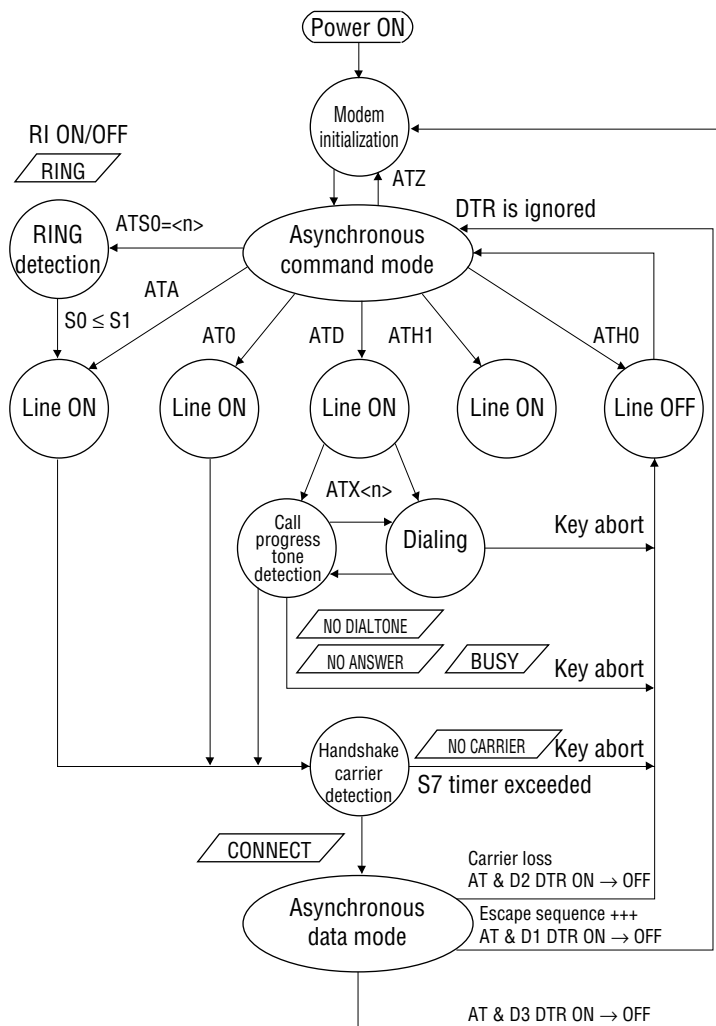 Power ON
Modem
initialization
RI ON/OFF
RING
ATZ
DTR is ignored
ATS0=<n>
RING
detection
Asynchronous
command mode
ATA
S0 ≤ S1
AT0
ATD
ATH1
ATH0
Line ON
Line ON
Line ON
Line ON
Line OFF
ATX<n>
Call
progress
tone
detection
Dialing
Key abort
NO DIALTONE
NO ANSWER
BUSY
Key abort
Handshake
carrier
detection
NO CARRIER
Key abort
S7 timer exceeded
CONNECT
Carrier loss
AT & D2 DTR ON → OFF
Asynchronous
data mode
Escape sequence +++
AT & D1 DTR ON → OFF
AT & D3 DTR ON → OFF